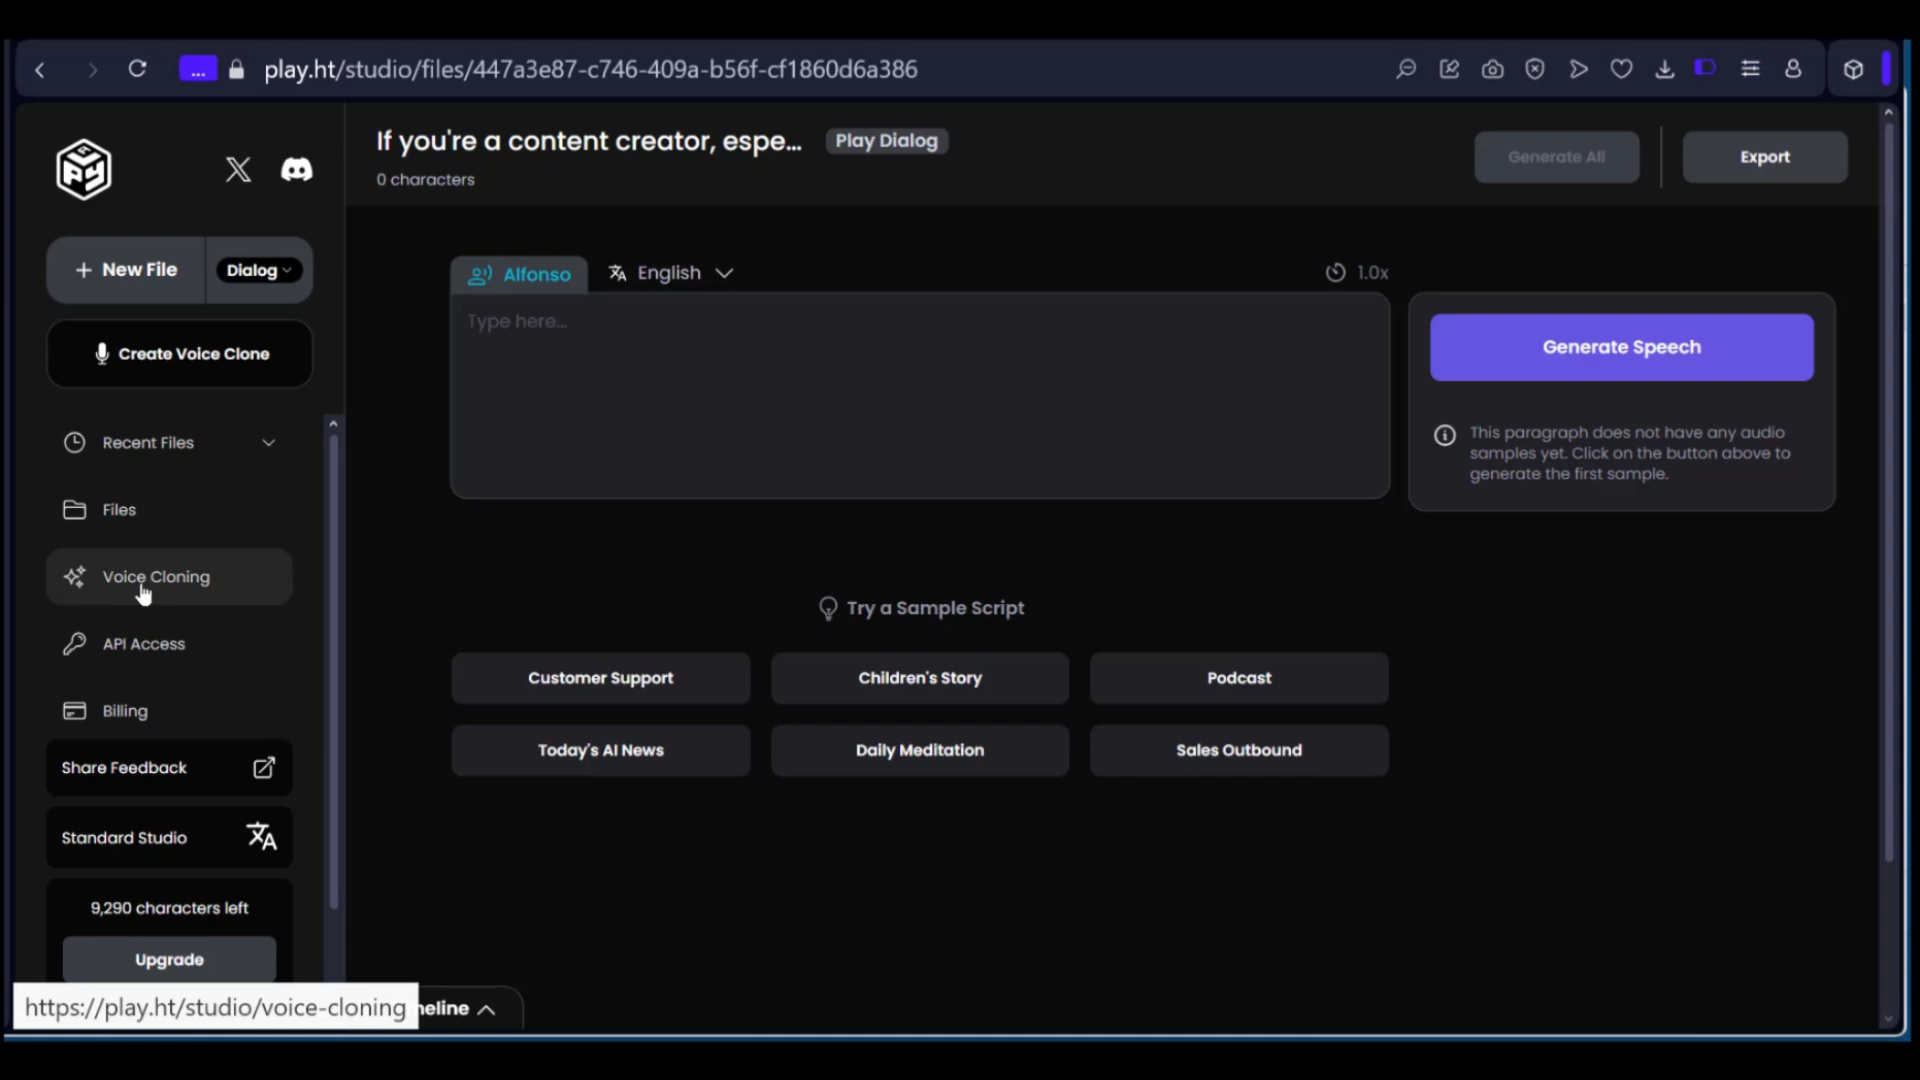 ...
play.ht/studio/files/447a3e87-c746-409a-b56f-cf1860d6a386
If you're a content creator, espe...
Play Dialog
0 characters
Generate All
Export
+ New File
Dialog
Create Voice Clone
Recent Files
Files
Voice Cloning
API Access
Billing
Share Feedback
Standard Studio
9,290 characters left
Upgrade
https://play.ht/studio/voice-cloning
Alfonso
English
1.0x
Type here...
Generate Speech
This paragraph does not have any audio
samples yet. Click on the button above to
generate the first sample.
Try a Sample Script
Customer Support
Children's Story
Podcast
Today's AI News
Daily Meditation
Sales Outbound
neline